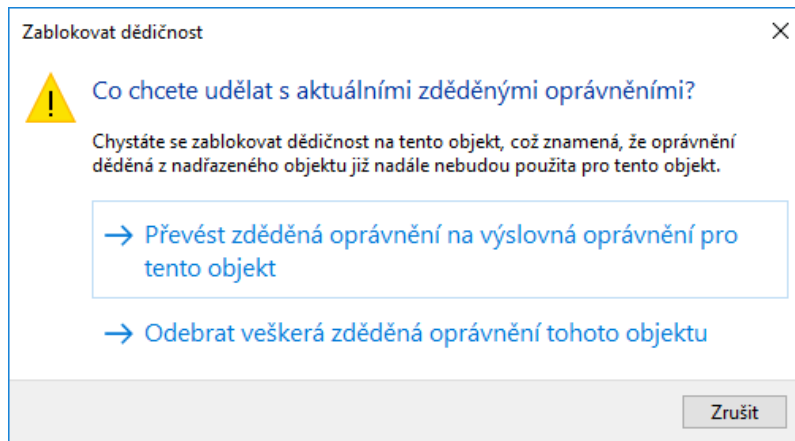 Zablokovat dědičnost
Co chcete udělat s aktuálními zděděnými oprávněními?
Chystáte se zablokovat dědičnost na tento objekt, což znamená, že oprávnění
děděná z nadřazeného objektu již nadále nebudou použita pro tento objekt.
Převést zděděná oprávnění na výslovná oprávnění pro
tento objekt
Odebrat veškerá zděděná oprávnění tohoto objektu
Zrušit